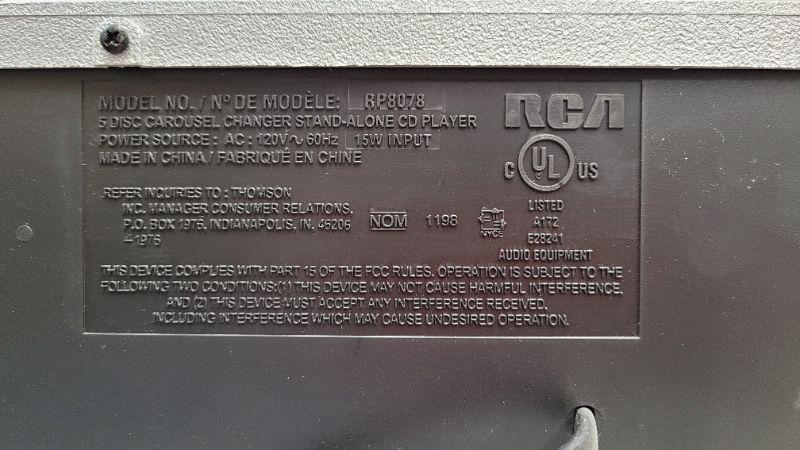 MODEL NO. / Nº DE MODÈLE: RP8078
5 DISC CAROUSEL CHANGER STAND-ALONE CD PLAYER
POWER SOURCE : AC : 120V ~ 60Hz 15W INPUT
MADE IN CHINA / FABRIQUÉ EN CHINE
RCA
C UL US
LISTED
A172
E28241
AUDIO EQUIPMENT
REFER INQUIRIES TO : THOMSON
INC. MANAGER CONSUMER RELATIONS.
P.O. BOX 1976, INDIANAPOLIS, IN. 46206
–1976
NOM 1198 NYCE
THIS DEVICE COMPLIES WITH PART 15 OF THE FCC RULES. OPERATION IS SUBJECT TO THE
FOLLOWING TWO CONDITIONS:(1) THIS DEVICE MAY NOT CAUSE HARMFUL INTERFERENCE,
AND (2) THIS DEVICE MUST ACCEPT ANY INTERFERENCE RECEIVED,
INCLUDING INTERFERENCE WHICH MAY CAUSE UNDESIRED OPERATION.